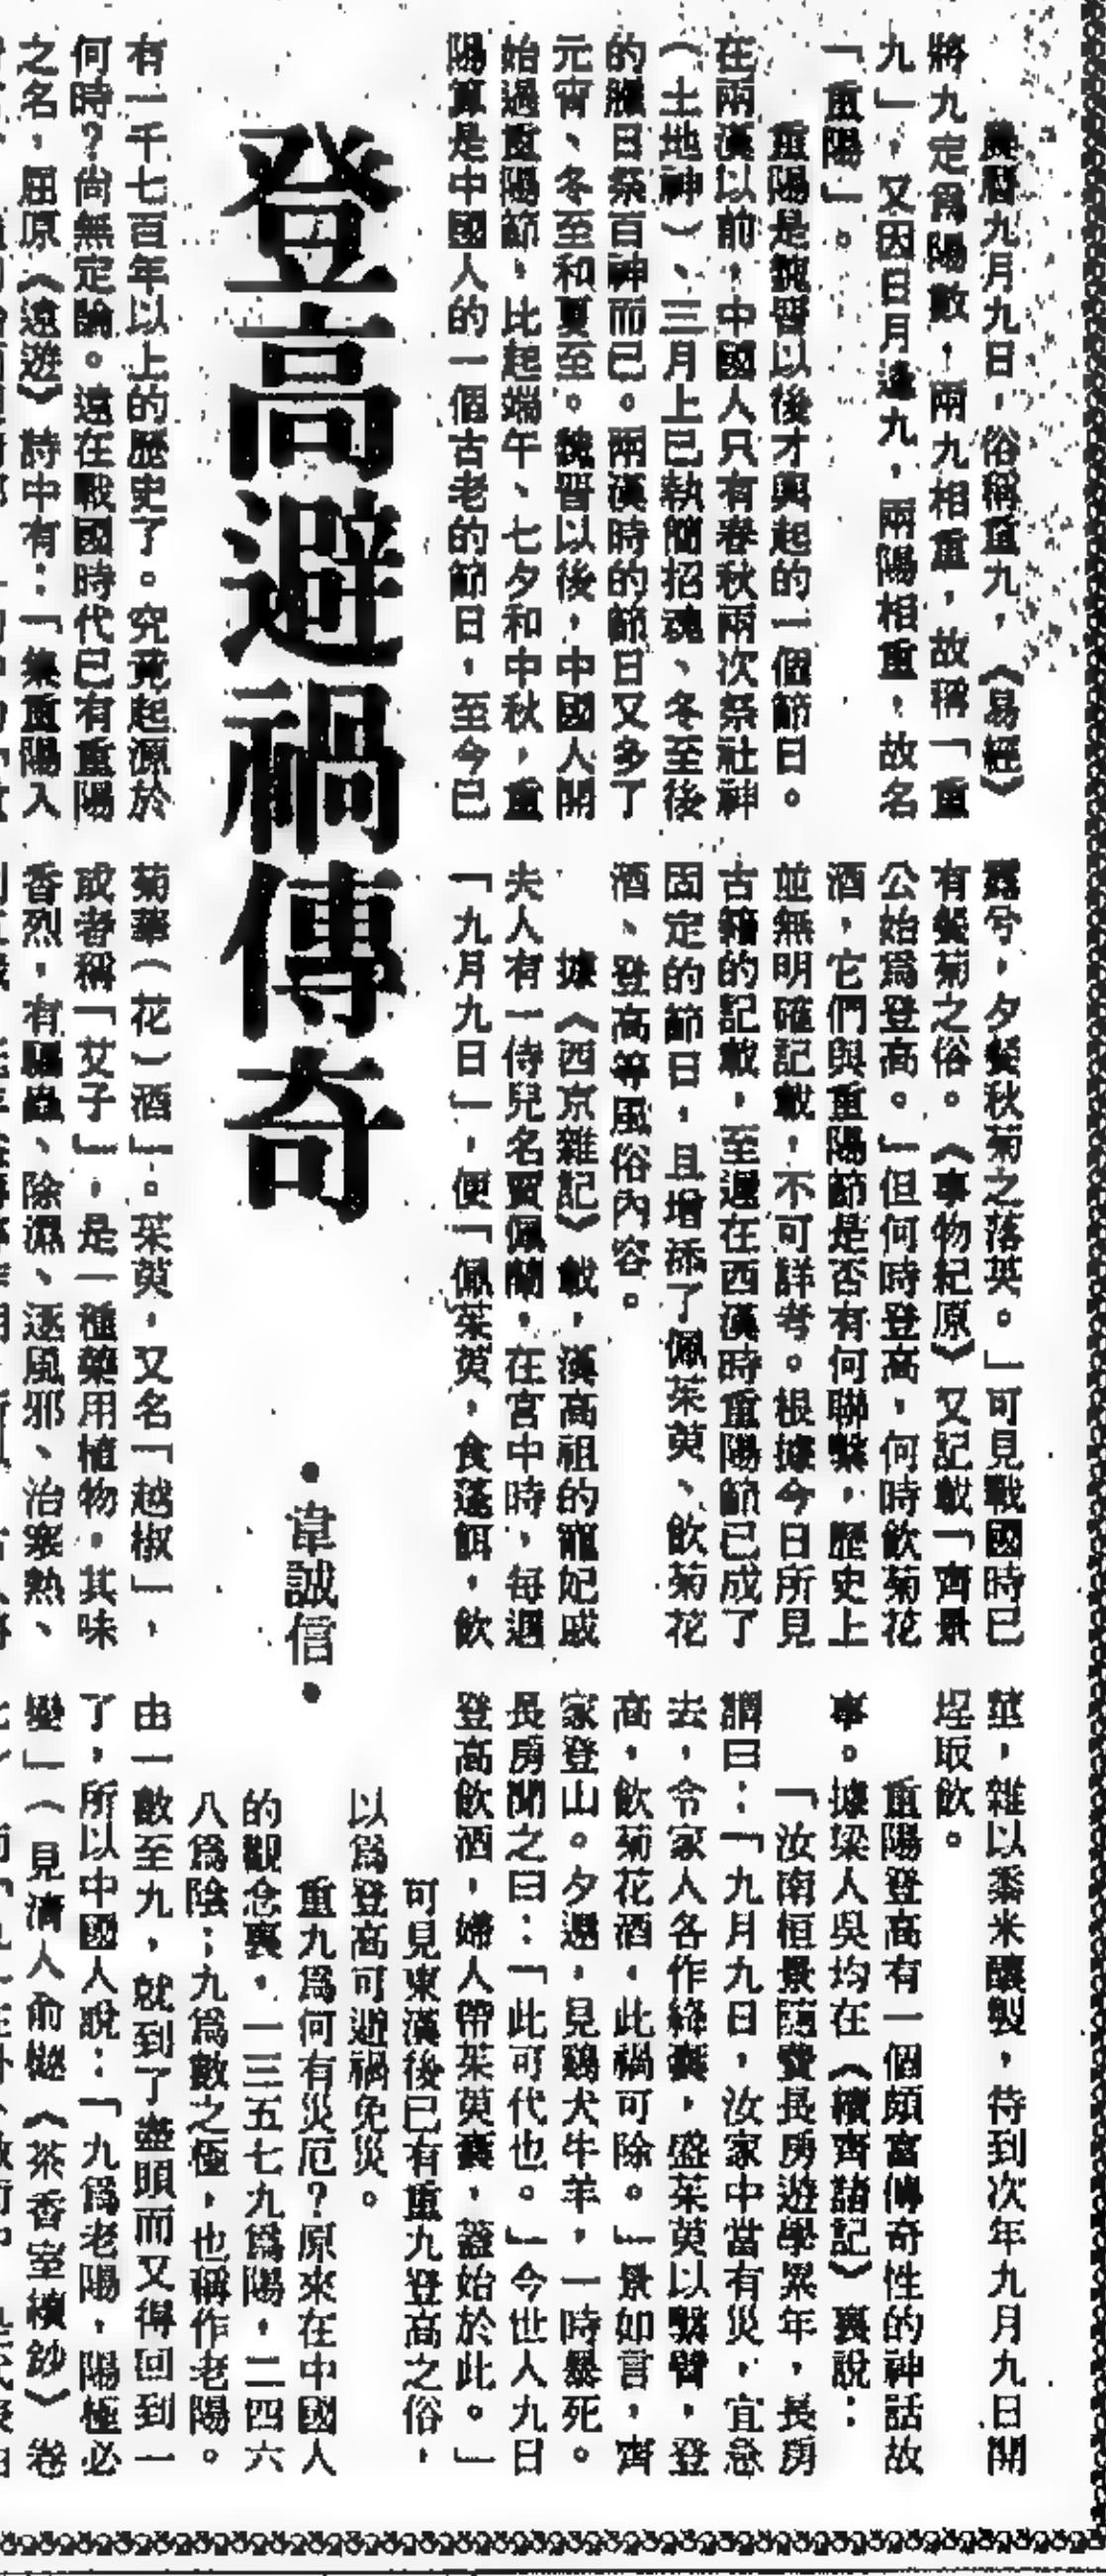 登高避禍傳奇
•韋誠信•
農曆九月九日，俗稱重九，《易經》
將九定爲陽數，兩九相重，故稱「重
九」，又因日月逢九，兩陽相重，故名
「重陽」。
重陽是魏晉以後才興起的一個節日。
在兩漢以前，中國人只有春秋兩次祭社神
（土地神）、三月上巳執簡招魂、冬至後
的臘日祭百神而已。兩漢時的節日又多了
元宵、冬至和夏至。魏晉以後，中國人開
始過重陽節，比起端午、七夕和中秋，重
陽算是中國人的一個古老的節日，至今已
有一千七百年以上的歷史了。究竟起源於
何時？尚無定論。遠在戰國時代已有重陽
之名，屈原《遠遊》詩中有：「集重陽入
露兮，夕餐秋菊之落英。」可見戰國時已
有餐菊之俗。《事物紀原》又記載「齊景
公始爲登高。」但何時登高，何時飲菊花
酒，它們與重陽節是否有何聯繫，歷史上
並無明確記載，不可詳考。根據今日所見
古籍的記載，至遲在西漢時重陽節已成了
固定的節日，且增添了佩茱萸、飲菊花
酒、登高等風俗內容。
據《西京雜記》載，漢高祖的寵妃戚
夫人有一侍兒名賈佩蘭，在宮中時，每遇
「九月九日」，便「佩茱萸，食蓬餌，飲
菊華（花）酒」。茱萸，又名「越椒」，
或者稱「艾子」，是一種藥用植物，其味
香烈，有驅蟲、除濕、逐風邪、治寒熱、
莖，雜以黍米釀製，待到次年九月九日開
埕取飲。
重陽登高有一個頗富傳奇性的神話故
事。據梁人吳均在《續齊諧記》裏說：
「汝南桓景隨費長房遊學累年，長房
謂曰：「九月九日，汝家中當有災，宜急
去，令家人各作絳囊，盛茱萸以繫臂，登
高，飲菊花酒，此禍可除。」景如言，齊
家登山。夕還，見鷄犬牛羊，一時暴死。
長房聞之曰：「此可代也。」今世人九日
登高飲酒，婦人帶茱萸囊，蓋始於此。」
可見東漢後已有重九登高之俗，
以爲登高可避禍免災。
重九爲何有災厄？原來在中國人
的觀念裏，一三五七九爲陽，二四六
八爲陰；九爲數之極，也稱作老陽。
由一數至九，就到了盡頭而又得回到一
了，所以中國人說：「九爲老陽，陽極必
變」（見清人俞樾《茶香室續鈔》卷